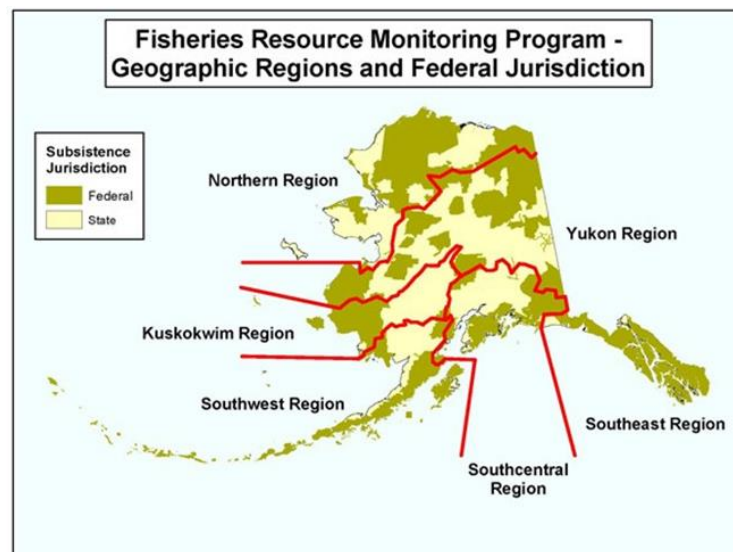 Fisheries Resource Monitoring Program -
Geographic Regions and Federal Jurisdiction
Subsistence
Jurisdiction
Federal
State
Northern Region
Yukon Region
Kuskokwim Region
Southwest Region
Southeast Region
Southcentral
Region